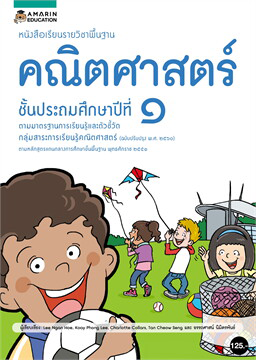 AMARIN
EDUCATION
หนังสือเรียนรายวิชาพื้นฐาน
คณิตศาสตร์
ชั้นประถมศึกษาปีที่ ๑
ตามมาตรฐานการเรียนรู้และตัวชี้วัด
กลุ่มสาระการเรียนรู้คณิตศาสตร์ (ฉบับปรับปรุง พ.ศ. ๒๕๖๐)
ตามหลักสูตรแกนกลางการศึกษาขั้นพื้นฐาน พุทธศักราช ๒๕๕๑
ผู้เรียบเรียง: Lee Ngan Hoe, Koay Phong Lee, Charlotte Collars, Tan Cheow Seng และ
125.-